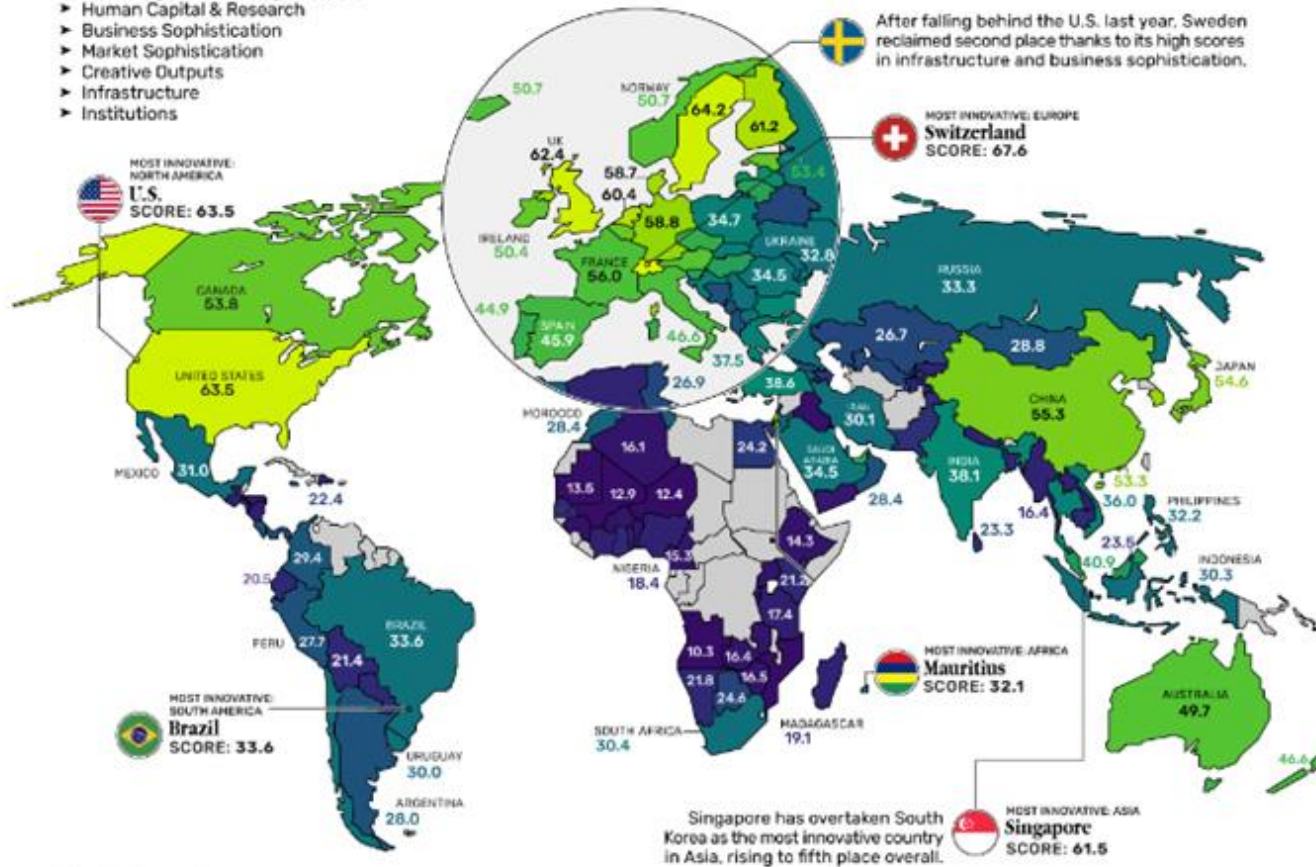 ➤ Human Capital & Research
➤ Business Sophistication
➤ Market Sophistication
➤ Creative Outputs
➤ Infrastructure
➤ Institutions
After falling behind the U.S. last year, Sweden
reclaimed second place thanks to its high scores
in infrastructure and business sophistication.
MOST INNOVATIVE: EUROPE
Switzerland
SCORE: 67.6
MOST INNOVATIVE:
NORTH AMERICA
U.S.
SCORE: 63.5
50.7
NORWAY
50.7
64.2
61.2
UK
62.4
58.7
60.4
53.4
58.8
34.7
IRELAND
50.4
UKRAINE
32.8
FRANCE
56.0
34.5
44.9
SPAIN
45.9
46.6
37.5
26.9
CANADA
53.8
UNITED STATES
63.5
RUSSIA
33.3
26.7
28.8
JAPAN
54.6
CHINA
55.3
38.6
IRAN
30.1
MOROCCO
28.4
MEXICO
31.0
22.4
16.1
24.2
SAUDI
ARABIA
34.5
INDIA
38.1
53.3
36.0
PHILIPPINES
32.2
13.5
12.9
12.4
28.4
23.3
16.4
23.5
40.9
INDONESIA
30.3
29.4
20.5
15.3
NIGERIA
18.4
14.3
21.2
17.4
BRAZIL
33.6
PERU
27.7
21.4
10.3
16.4
16.5
21.8
24.6
MOST INNOVATIVE: AFRICA
Mauritius
SCORE: 32.1
AUSTRALIA
49.7
MOST INNOVATIVE:
SOUTH AMERICA
Brazil
SCORE: 33.6
SOUTH AFRICA
30.4
MADAGASCAR
19.1
URUGUAY
30.0
ARGENTINA
28.0
46.6
Singapore has overtaken South
Korea as the most innovative country
in Asia, rising to fifth place overall.
MOST INNOVATIVE: ASIA
Singapore
SCORE: 61.5